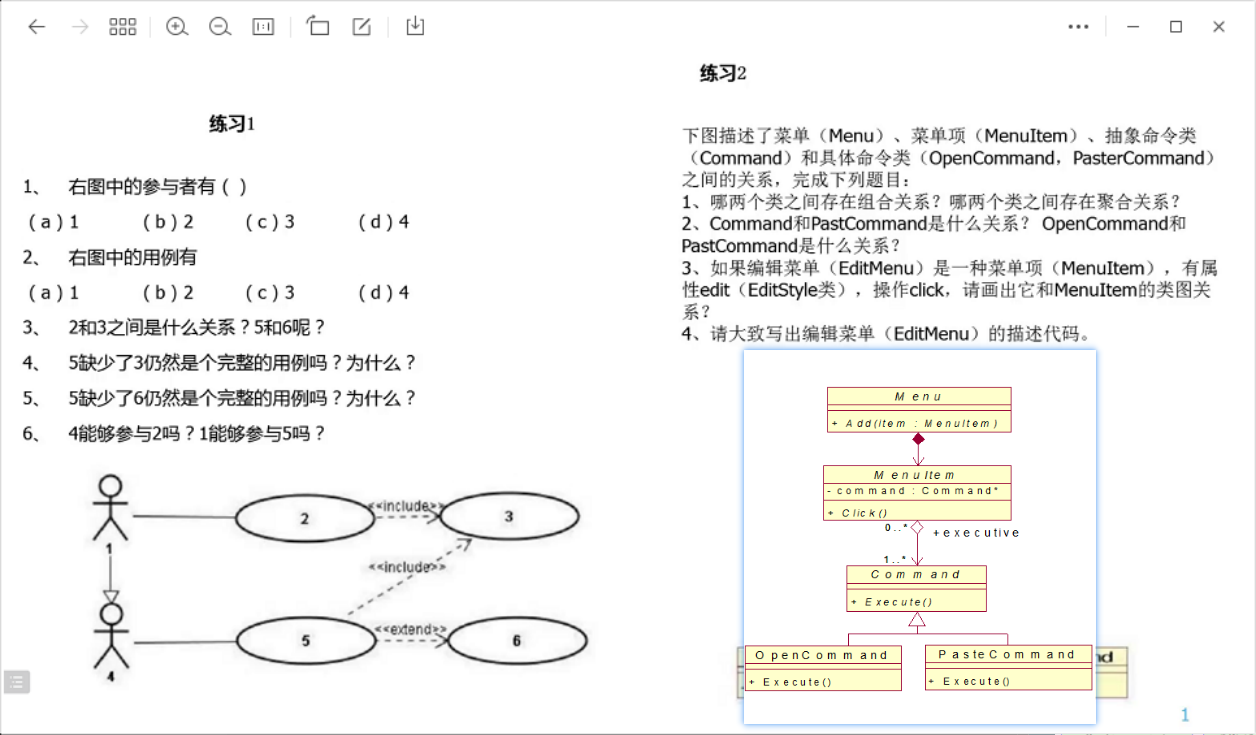 练习1
1、 右图中的参与者有 ( )
( a ) 1 ( b ) 2 ( c ) 3 ( d ) 4
2、 右图中的用例有
( a ) 1 ( b ) 2 ( c ) 3 ( d ) 4
3、 2和3之间是什么关系？5和6呢？
4、 5缺少了3仍然是个完整的用例吗？为什么？
5、 5缺少了6仍然是个完整的用例吗？为什么？
6、 4能够参与2吗？1能够参与5吗？
1
2
<<include>>
3
<<include>>
4
5
<<extend>>
6
练习2
下图描述了菜单（Menu）、菜单项（MenuItem）、抽象命令类
（Command）和具体命令类（OpenCommand，PasterCommand）
之间的关系，完成下列题目：
1、哪两个类之间存在组合关系？哪两个类之间存在聚合关系？
2、Command和PastCommand是什么关系？ OpenCommand和
PastCommand是什么关系？
3、如果编辑菜单（EditMenu）是一种菜单项（MenuItem），有属
性edit（EditStyle类），操作click，请画出它和MenuItem的类图关
系？
4、请大致写出编辑菜单（EditMenu）的描述代码。
Menu
+ Add(item : MenuItem)
MenuItem
- command : Command*
+ Click()
0..*
+executive
1..*
Command
+ Execute()
OpenCommand
+ Execute()
PasteCommand
+ Execute()
nd
1